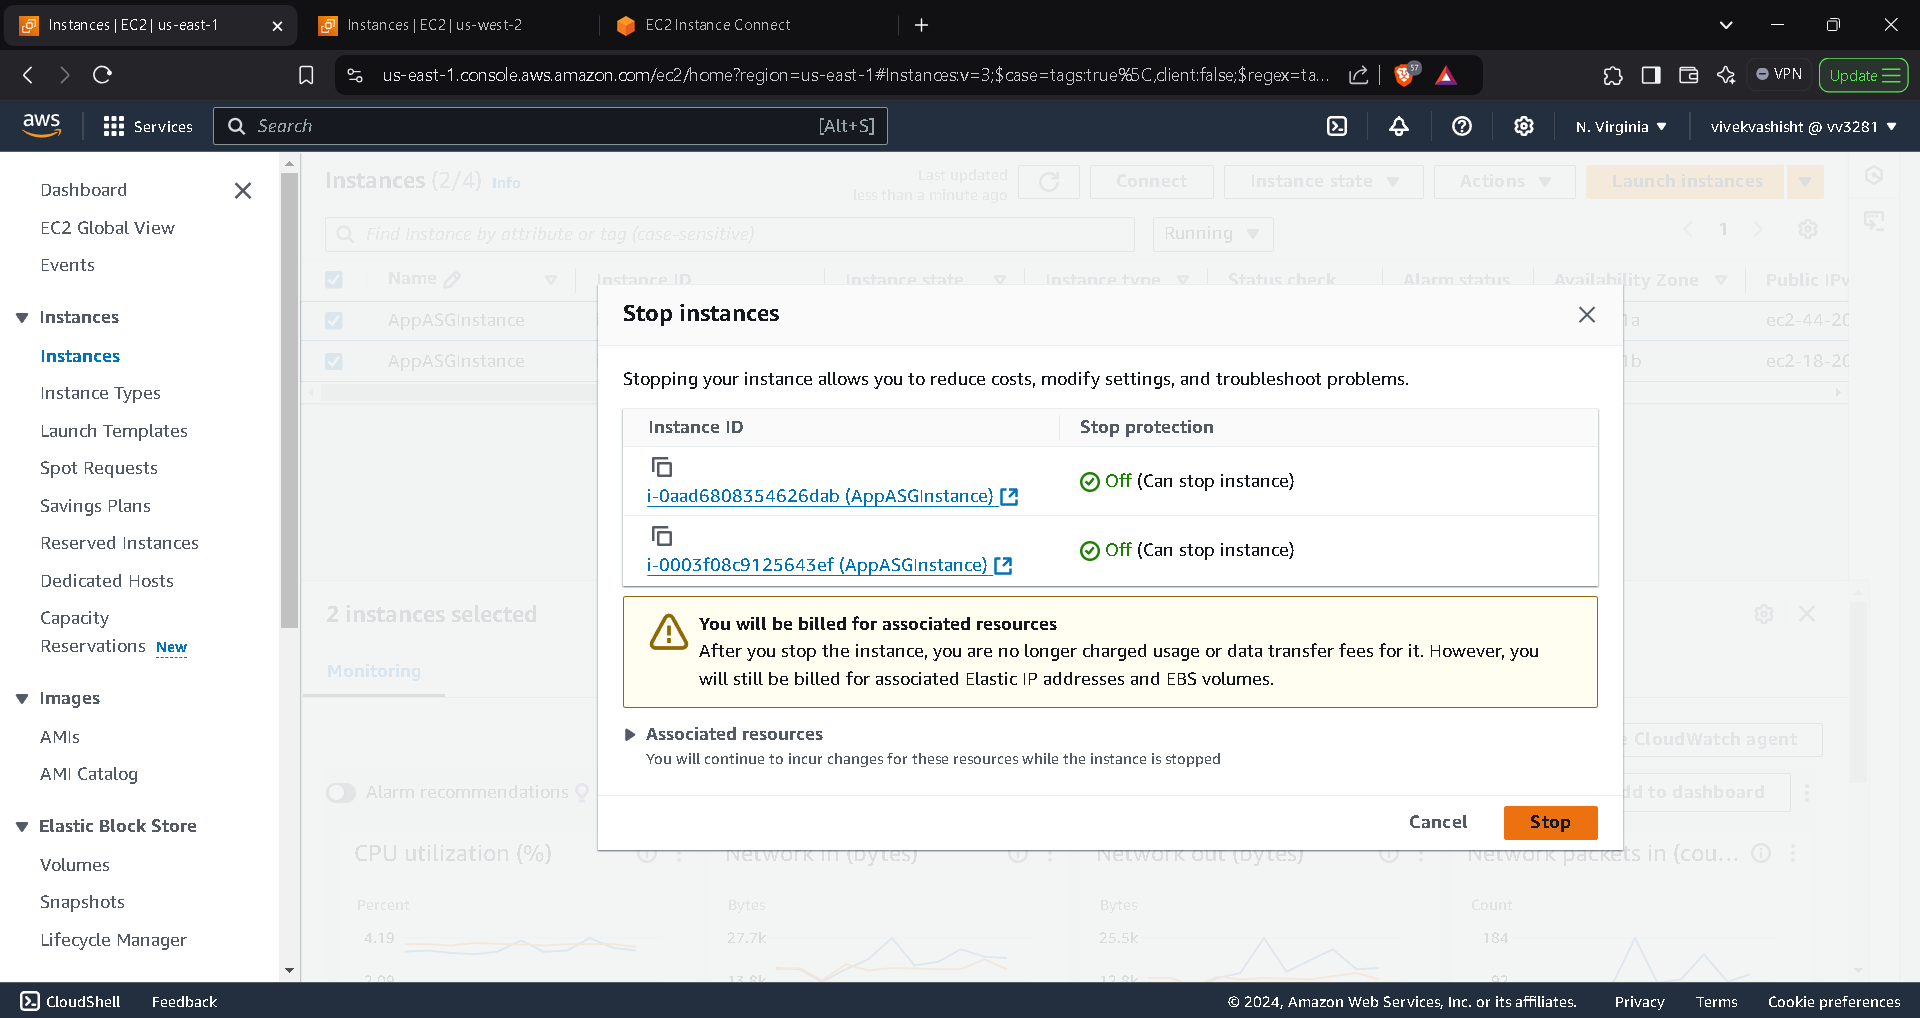 Instances | EC2 | us-east-1
Instances | EC2 | us-west-2
EC2 Instance Connect
us-east-1.console.aws.amazon.com/ec2/home?region=us-east-1#Instances:v=3;$case=tags:true%5C,client:false;$regex=ta...
57
VPN
Update
aws
Services
Search
[Alt+S]
N. Virginia
vivekvashisht @ vv3281
Dashboard
EC2 Global View
Events
Instances
Instances
Instance Types
Launch Templates
Spot Requests
Savings Plans
Reserved Instances
Dedicated Hosts
Capacity
Reservations New
Images
AMIs
AMI Catalog
Elastic Block Store
Volumes
Snapshots
Lifecycle Manager
Instances (2/4) Info
Last updated
less than a minute ago
Connect
Instance state
Actions
Launch instances
Find Instance by attribute or tag (case-sensitive)
Running
1
Name
Instance ID
Instance state
Instance type
Status check
Alarm status
Availability Zone
Public IPv
AppASGInstance
1a
ec2-44-20
AppASGInstance
1b
ec2-18-20
Stop instances
Stopping your instance allows you to reduce costs, modify settings, and troubleshoot problems.
Instance ID
Stop protection
i-0aad6808354626dab (AppASGInstance)
Off (Can stop instance)
i-0003f08c9125643ef (AppASGInstance)
Off (Can stop instance)
You will be billed for associated resources
After you stop the instance, you are no longer charged usage or data transfer fees for it. However, you
will still be billed for associated Elastic IP addresses and EBS volumes.
Associated resources
You will continue to incur changes for these resources while the instance is stopped
Cancel
Stop
2 instances selected
Monitoring
e CloudWatch agent
Alarm recommendations
dd to dashboard
CPU utilization (%)
Network in (bytes)
Network out (bytes)
Network packets in (cou...
Percent
Bytes
Bytes
Count
4.19
27.7k
25.5k
184
2.09
13.8k
12.8k
92
CloudShell
Feedback
© 2024, Amazon Web Services, Inc. or its affiliates.
Privacy
Terms
Cookie preferences